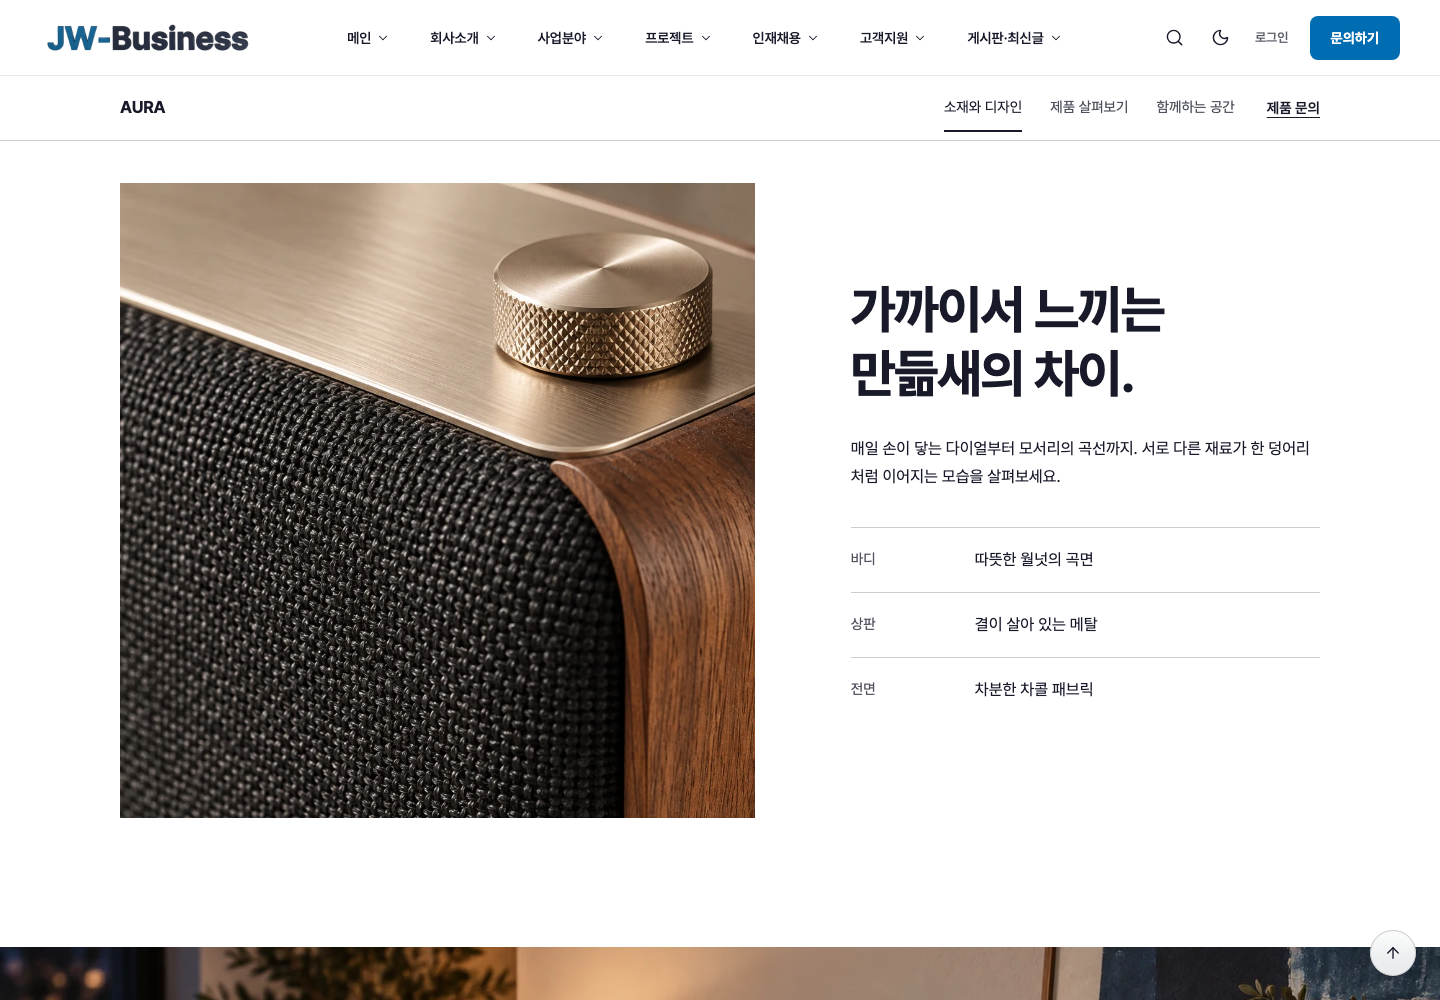 JW-Business
메인
회사소개
사업분야
프로젝트
인재채용
고객지원
게시판·최신글
로그인
문의하기
AURA
소재와 디자인
제품 살펴보기
함께하는 공간
제품 문의
가까이서 느끼는
만듦새의 차이.
매일 손이 닿는 다이얼부터 모서리의 곡선까지. 서로 다른 재료가 한 덩어리
처럼 이어지는 모습을 살펴보세요.
바디 따뜻한 월넛의 곡면
상판 결이 살아 있는 메탈
전면 차분한 차콜 패브릭